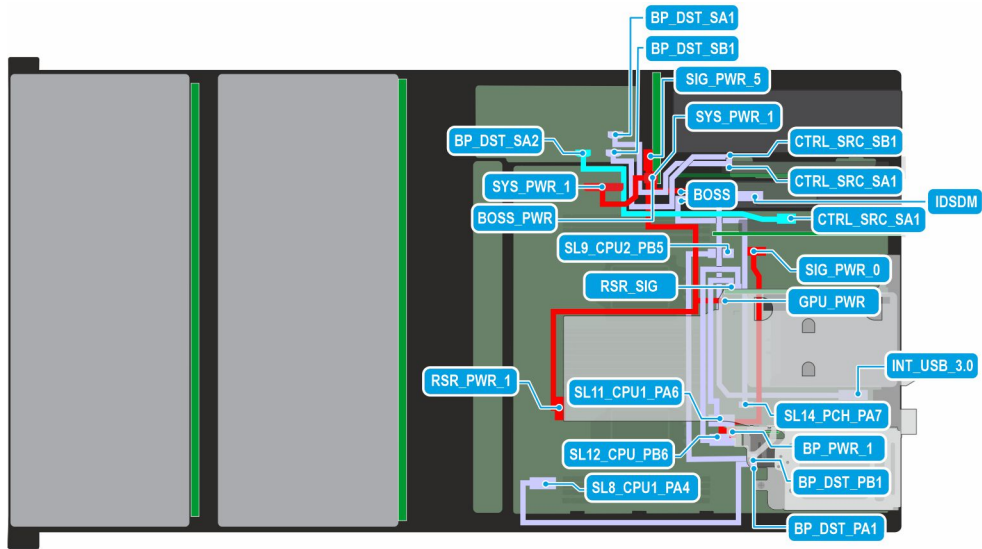 BP_DST_SA1
BP_DST_SB1
SIG_PWR_5
SYS_PWR_1
BP_DST_SA2
CTRL_SRC_SB1
SYS_PWR_1
CTRL_SRC_SA1
BOSS
IDSDM
BOSS_PWR
CTRL_SRC_SA1
SL9_CPU2_PB5
SIG_PWR_0
RSR_SIG
GPU_PWR
INT_USB_3.0
RSR_PWR_1
SL11_CPU1_PA6
SL14_PCH_PA7
SL12_CPU_PB6
BP_PWR_1
SL8_CPU1_PA4
BP_DST_PB1
BP_DST_PA1